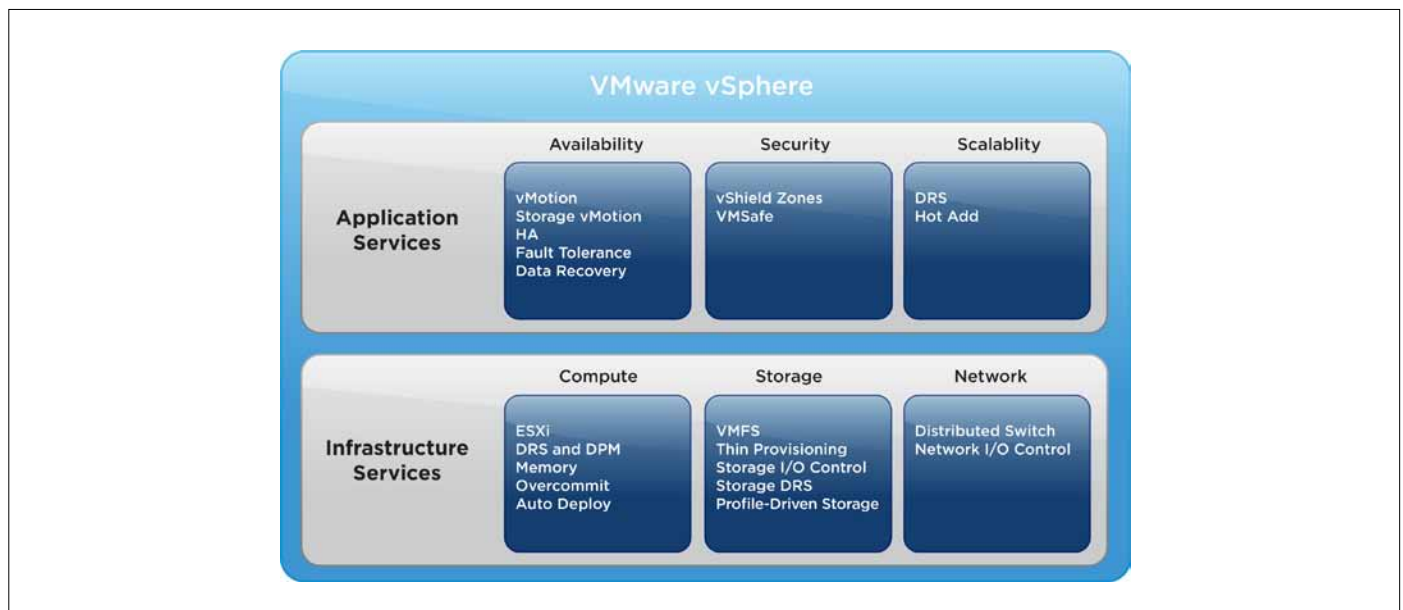 VMware vSphere
Application
Services
Availability
vMotion
Storage vMotion
HA
Fault Tolerance
Data Recovery
Security
vShield Zones
VMSafe
Scalablity
DRS
Hot Add
Infrastructure
Services
Compute
ESXi
DRS and DPM
Memory
Overcommit
Auto Deploy
Storage
VMFS
Thin Provisioning
Storage I/O Control
Storage DRS
Profile-Driven Storage
Network
Distributed Switch
Network I/O Control